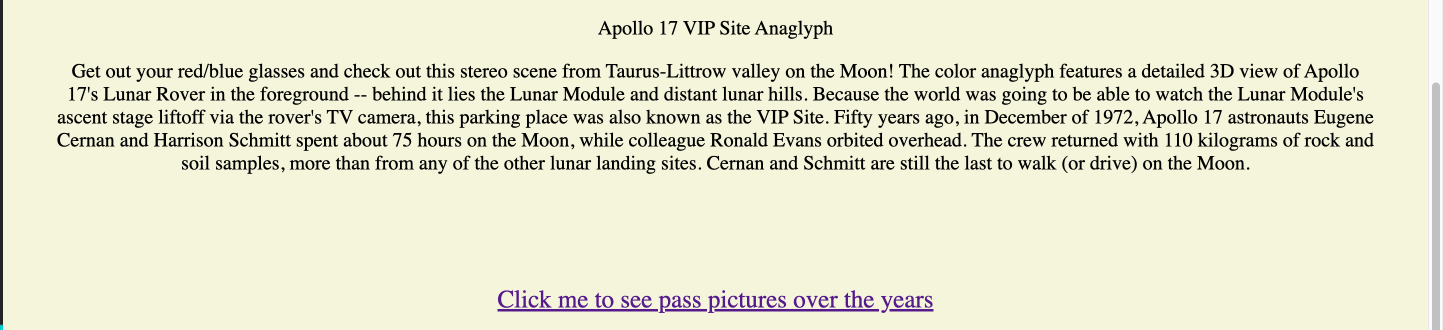 Apollo 17 VIP Site Anaglyph
Get out your red/blue glasses and check out this stereo scene from Taurus-Littrow valley on the Moon! The color anaglyph features a detailed 3D view of Apollo
17's Lunar Rover in the foreground -- behind it lies the Lunar Module and distant lunar hills. Because the world was going to be able to watch the Lunar Module's
ascent stage liftoff via the rover's TV camera, this parking place was also known as the VIP Site. Fifty years ago, in December of 1972, Apollo 17 astronauts Eugene
Cernan and Harrison Schmitt spent about 75 hours on the Moon, while colleague Ronald Evans orbited overhead. The crew returned with 110 kilograms of rock and
soil samples, more than from any of the other lunar landing sites. Cernan and Schmitt are still the last to walk (or drive) on the Moon.
Click me to see pass pictures over the years